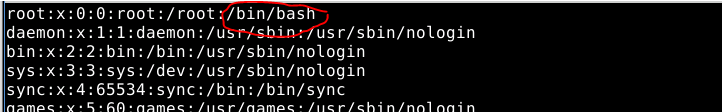 root:x:0:0:root:/root:/bin/bash
daemon:x:1:1:daemon:/usr/sbin:/usr/sbin/nologin
bin:x:2:2:bin:/bin:/usr/sbin/nologin
sys:x:3:3:sys:/dev:/usr/sbin/nologin
sync:x:4:65534:sync:/bin:/bin/sync
games:x:5:60:games:/usr/games:/usr/sbin/nologin